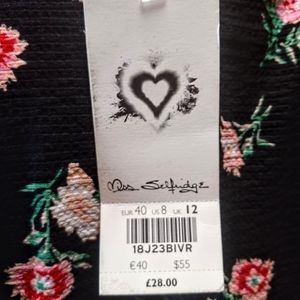 Miss Selfridge
EUR 40 US 8 UK 12
18J23BIVR
€40 $55
£28.00